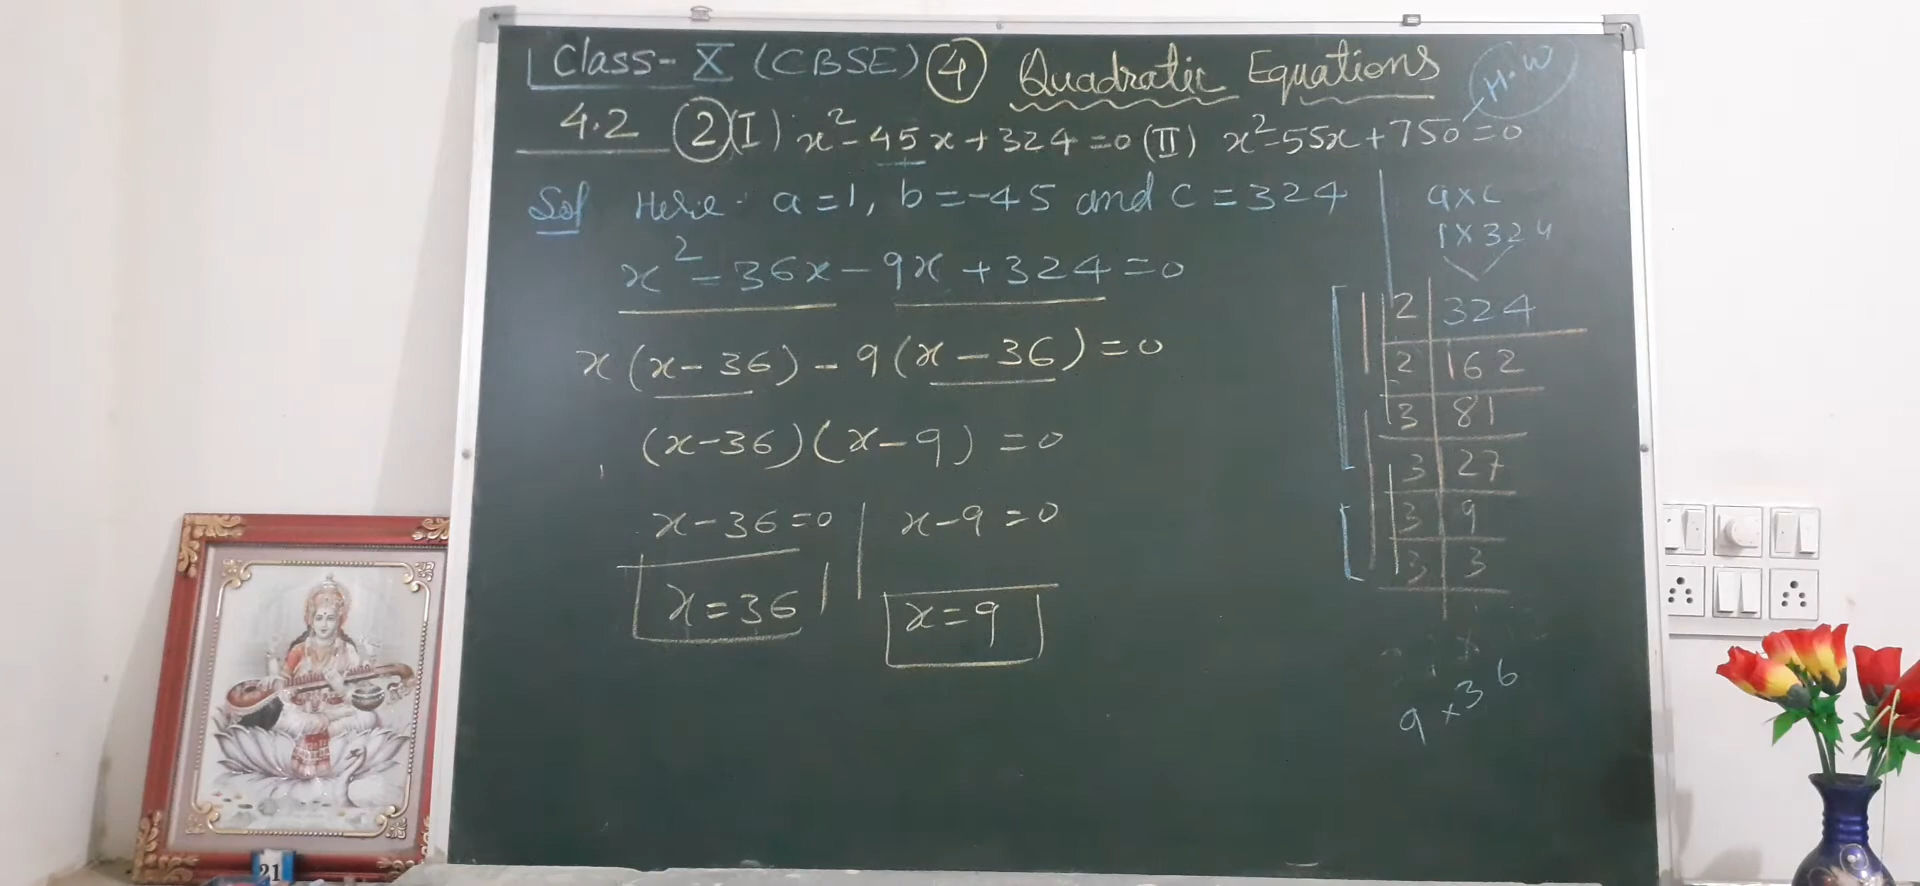 Class-X (CBSE) ④ Quadratic Equations H.W
4.2 ②(I) x²-45x+324=0 (II) x²-55x+750=0
Sol Here a=1, b=-45 and c=324
x²-36x-9x+324=0
x(x-36)-9(x-36)=0
(x-36)(x-9)=0
x-36=0 | x-9=0
x=36 x=9
a×c
1×324
2|324
2|162
3|81
3|27
3|9
3|3
9×36
21